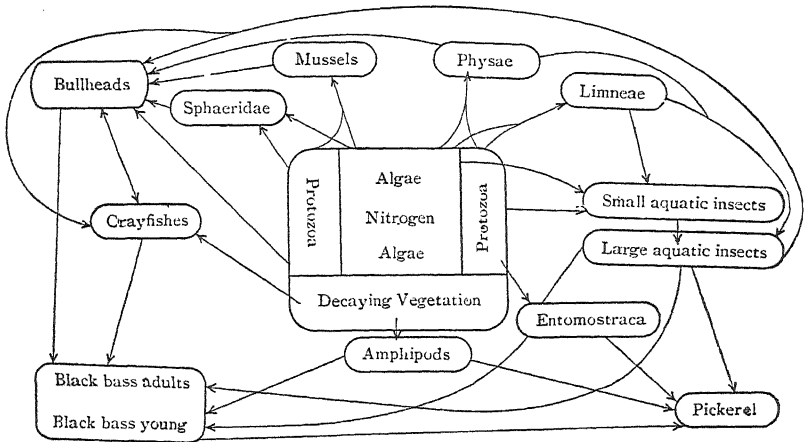 Mussels
Physae
Bullheads
Limneae
Sphaeridae
Protozoa
Algae
Nitrogen
Algae
Protozoa
Small aquatic insects
Crayfishes
Large aquatic insects
Decaying Vegetation
Entomostraca
Amphipods
Black bass adults
Black bass young
Pickerel